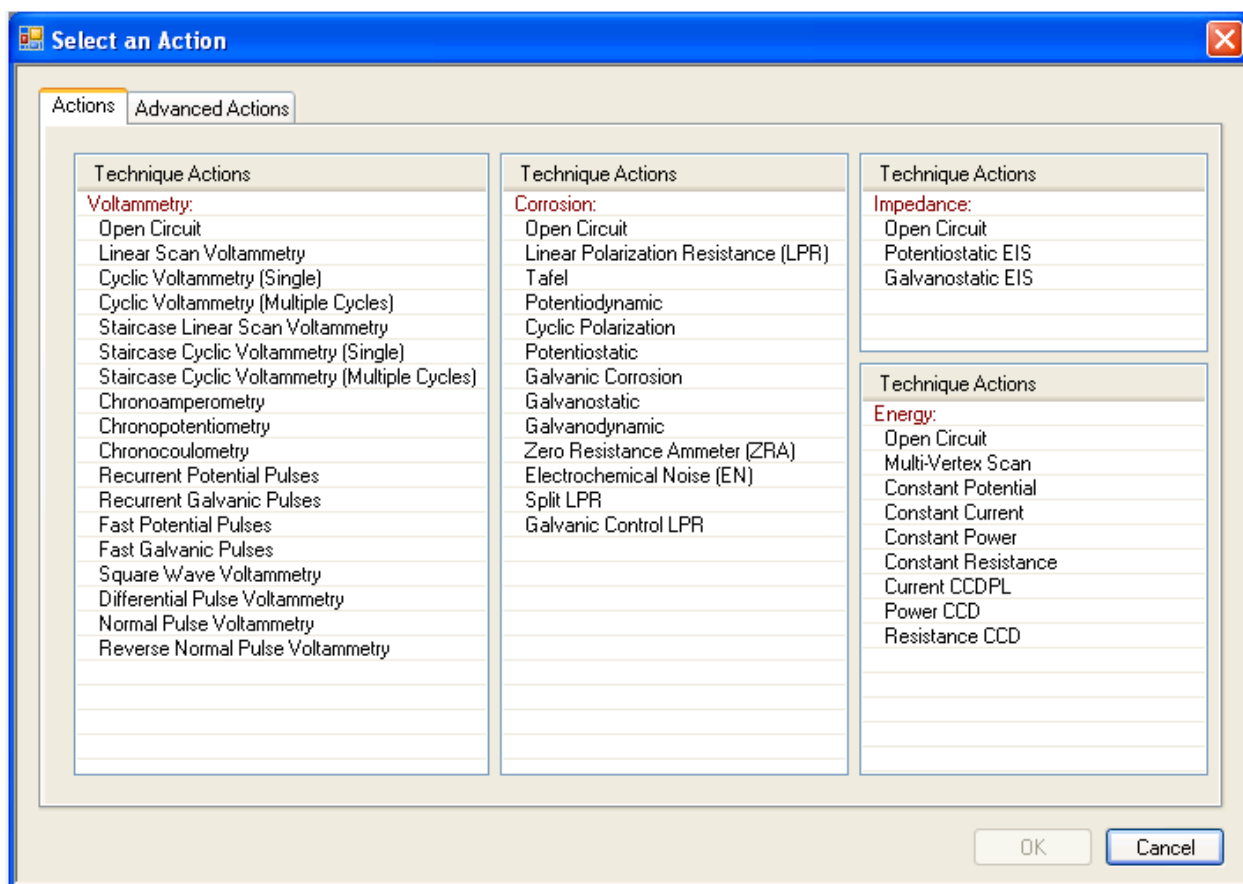 Select an Action
Actions
Advanced Actions
Technique Actions
Voltammetry:
Open Circuit
Linear Scan Voltammetry
Cyclic Voltammetry (Single)
Cyclic Voltammetry (Multiple Cycles)
Staircase Linear Scan Voltammetry
Staircase Cyclic Voltammetry (Single)
Staircase Cyclic Voltammetry (Multiple Cycles)
Chronoamperometry
Chronopotentiometry
Chronocoulometry
Recurrent Potential Pulses
Recurrent Galvanic Pulses
Fast Potential Pulses
Fast Galvanic Pulses
Square Wave Voltammetry
Differential Pulse Voltammetry
Normal Pulse Voltammetry
Reverse Normal Pulse Voltammetry
Technique Actions
Corrosion:
Open Circuit
Linear Polarization Resistance (LPR)
Tafel
Potentiodynamic
Cyclic Polarization
Potentiostatic
Galvanic Corrosion
Galvanostatic
Galvanodynamic
Zero Resistance Ammeter (ZRA)
Electrochemical Noise (EN)
Split LPR
Galvanic Control LPR
Technique Actions
Impedance:
Open Circuit
Potentiostatic EIS
Galvanostatic EIS
Technique Actions
Energy:
Open Circuit
Multi-Vertex Scan
Constant Potential
Constant Current
Constant Power
Constant Resistance
Current CCDPL
Power CCD
Resistance CCD
OK
Cancel